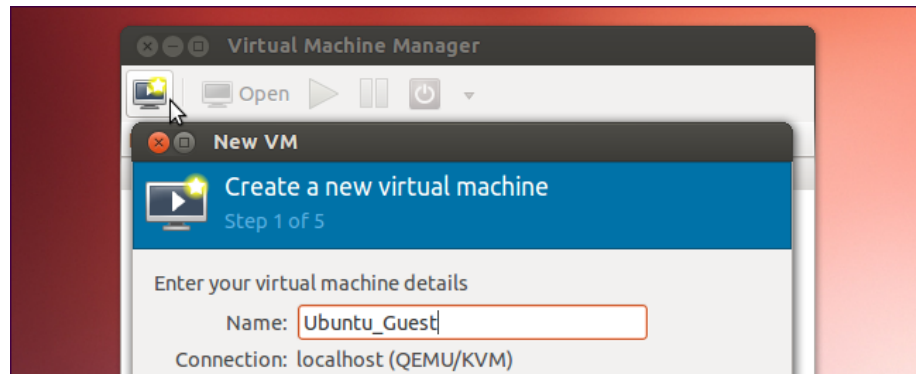 Virtual Machine Manager
Open
New VM
Create a new virtual machine
Step 1 of 5
Enter your virtual machine details
Name: Ubuntu_Guest
Connection: localhost (QEMU/KVM)